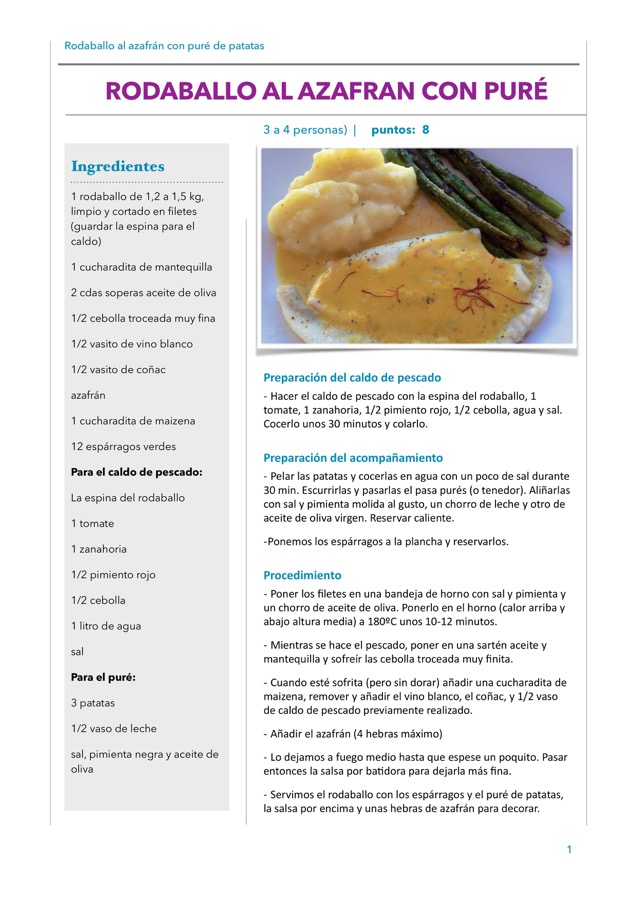 Rodaballo al azafrán con puré de patatas
RODABALLO AL AZAFRAN CON PURÉ
3 a 4 personas) | puntos: 8
Ingredientes
1 rodaballo de 1,2 a 1,5 kg,
limpio y cortado en filetes
(guardar la espina para el
caldo)
1 cucharadita de mantequilla
2 cdas soperas aceite de oliva
1/2 cebolla troceada muy fina
1/2 vasito de vino blanco
1/2 vasito de coñac
azafrán
1 cucharadita de maizena
12 espárragos verdes
Para el caldo de pescado:
La espina del rodaballo
1 tomate
1 zanahoria
1/2 pimiento rojo
1/2 cebolla
1 litro de agua
sal
Para el puré:
3 patatas
1/2 vaso de leche
sal, pimienta negra y aceite de
oliva
Preparación del caldo de pescado
- Hacer el caldo de pescado con la espina del rodaballo, 1
tomate, 1 zanahoria, 1/2 pimiento rojo, 1/2 cebolla, agua y sal.
Cocerlo unos 30 minutos y colarlo.
Preparación del acompañamiento
- Pelar las patatas y cocerlas en agua con un poco de sal durante
30 min. Escurrirlas y pasarlas el pasa purés (o tenedor). Aliñarlas
con sal y pimienta molida al gusto, un chorro de leche y otro de
aceite de oliva virgen. Reservar caliente.
-Ponemos los espárragos a la plancha y reservarlos.
Procedimiento
- Poner los filetes en una bandeja de horno con sal y pimienta y
un chorro de aceite de oliva. Ponerlo en el horno (calor arriba y
abajo altura media) a 180ºC unos 10-12 minutos.
- Mientras se hace el pescado, poner en una sartén aceite y
mantequilla y sofreír las cebolla troceada muy finita.
- Cuando esté sofrita (pero sin dorar) añadir una cucharadita de
maizena, remover y añadir el vino blanco, el coñac, y 1/2 vaso
de caldo de pescado previamente realizado.
- Añadir el azafrán (4 hebras máximo)
- Lo dejamos a fuego medio hasta que espese un poquito. Pasar
entonces la salsa por batidora para dejarla más fina.
- Servimos el rodaballo con los espárragos y el puré de patatas,
la salsa por encima y unas hebras de azafrán para decorar.
1